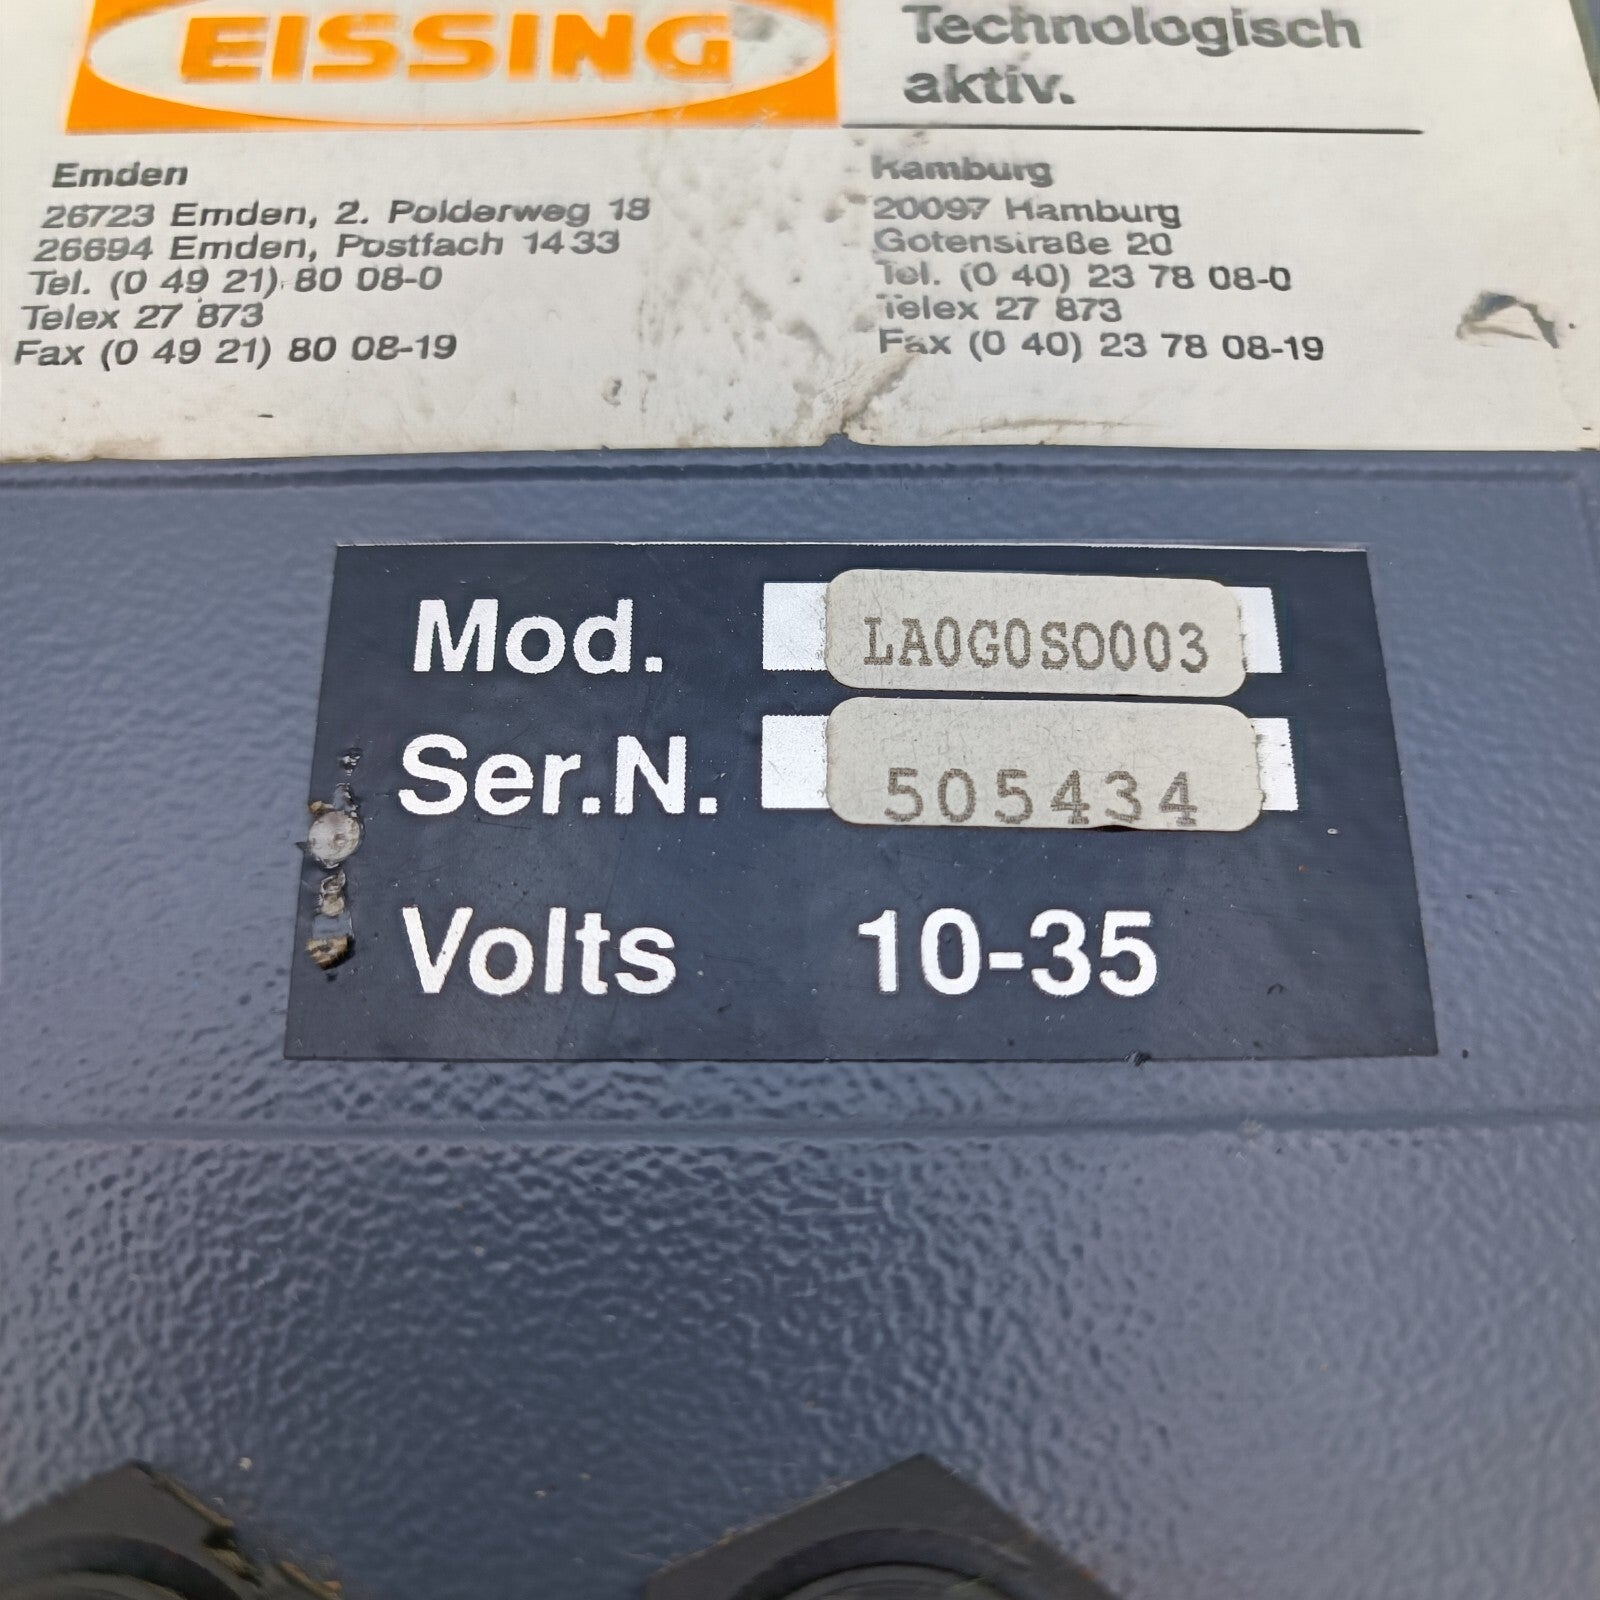 EISSING
Technologisch
aktiv.
Emden
26723 Emden, 2. Polderweg 18
26694 Emden, Postfach 1433
Tel. (0 49 21) 80 08-0
Telex 27 873
Fax (0 49 21) 80 08-19
Hamburg
20097 Hamburg
Gotenstraße 20
Tel. (0 40) 23 78 08-0
Telex 27 873
Fax (0 40) 23 78 08-19
Mod. LA0G0SO003
Ser.N. 505434
Volts 10-35